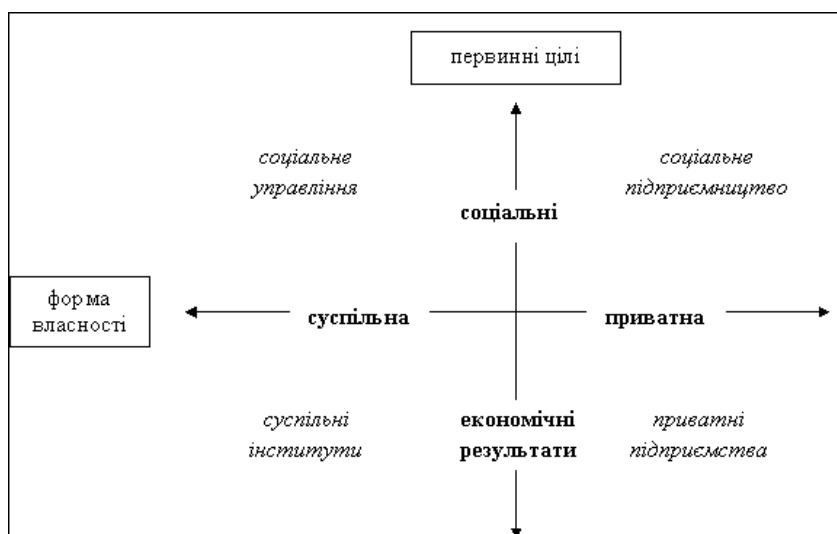 первинні цілі
соціальне
управління
соціальне
підприємництво
соціальні
форма
власності
суспільна
приватна
суспільні
інститути
економічні
результати
приватні
підприємства